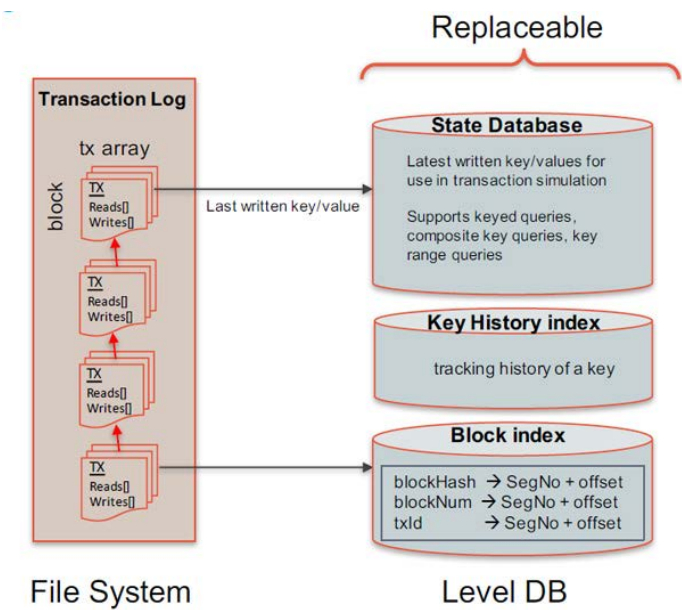 Replaceable
Transaction Log
tx array
block
TX
Reads[]
Writes[]
TX
Reads[]
Writes[]
TX
Reads[]
Writes[]
TX
Reads[]
Writes[]
Last written key/value
State Database
Latest written key/values for
use in transaction simulation
Supports keyed queries,
composite key queries, key
range queries
Key History index
tracking history of a key
Block index
blockHash → SegNo + offset
blockNum → SegNo + offset
txId → SegNo + offset
File System
Level DB